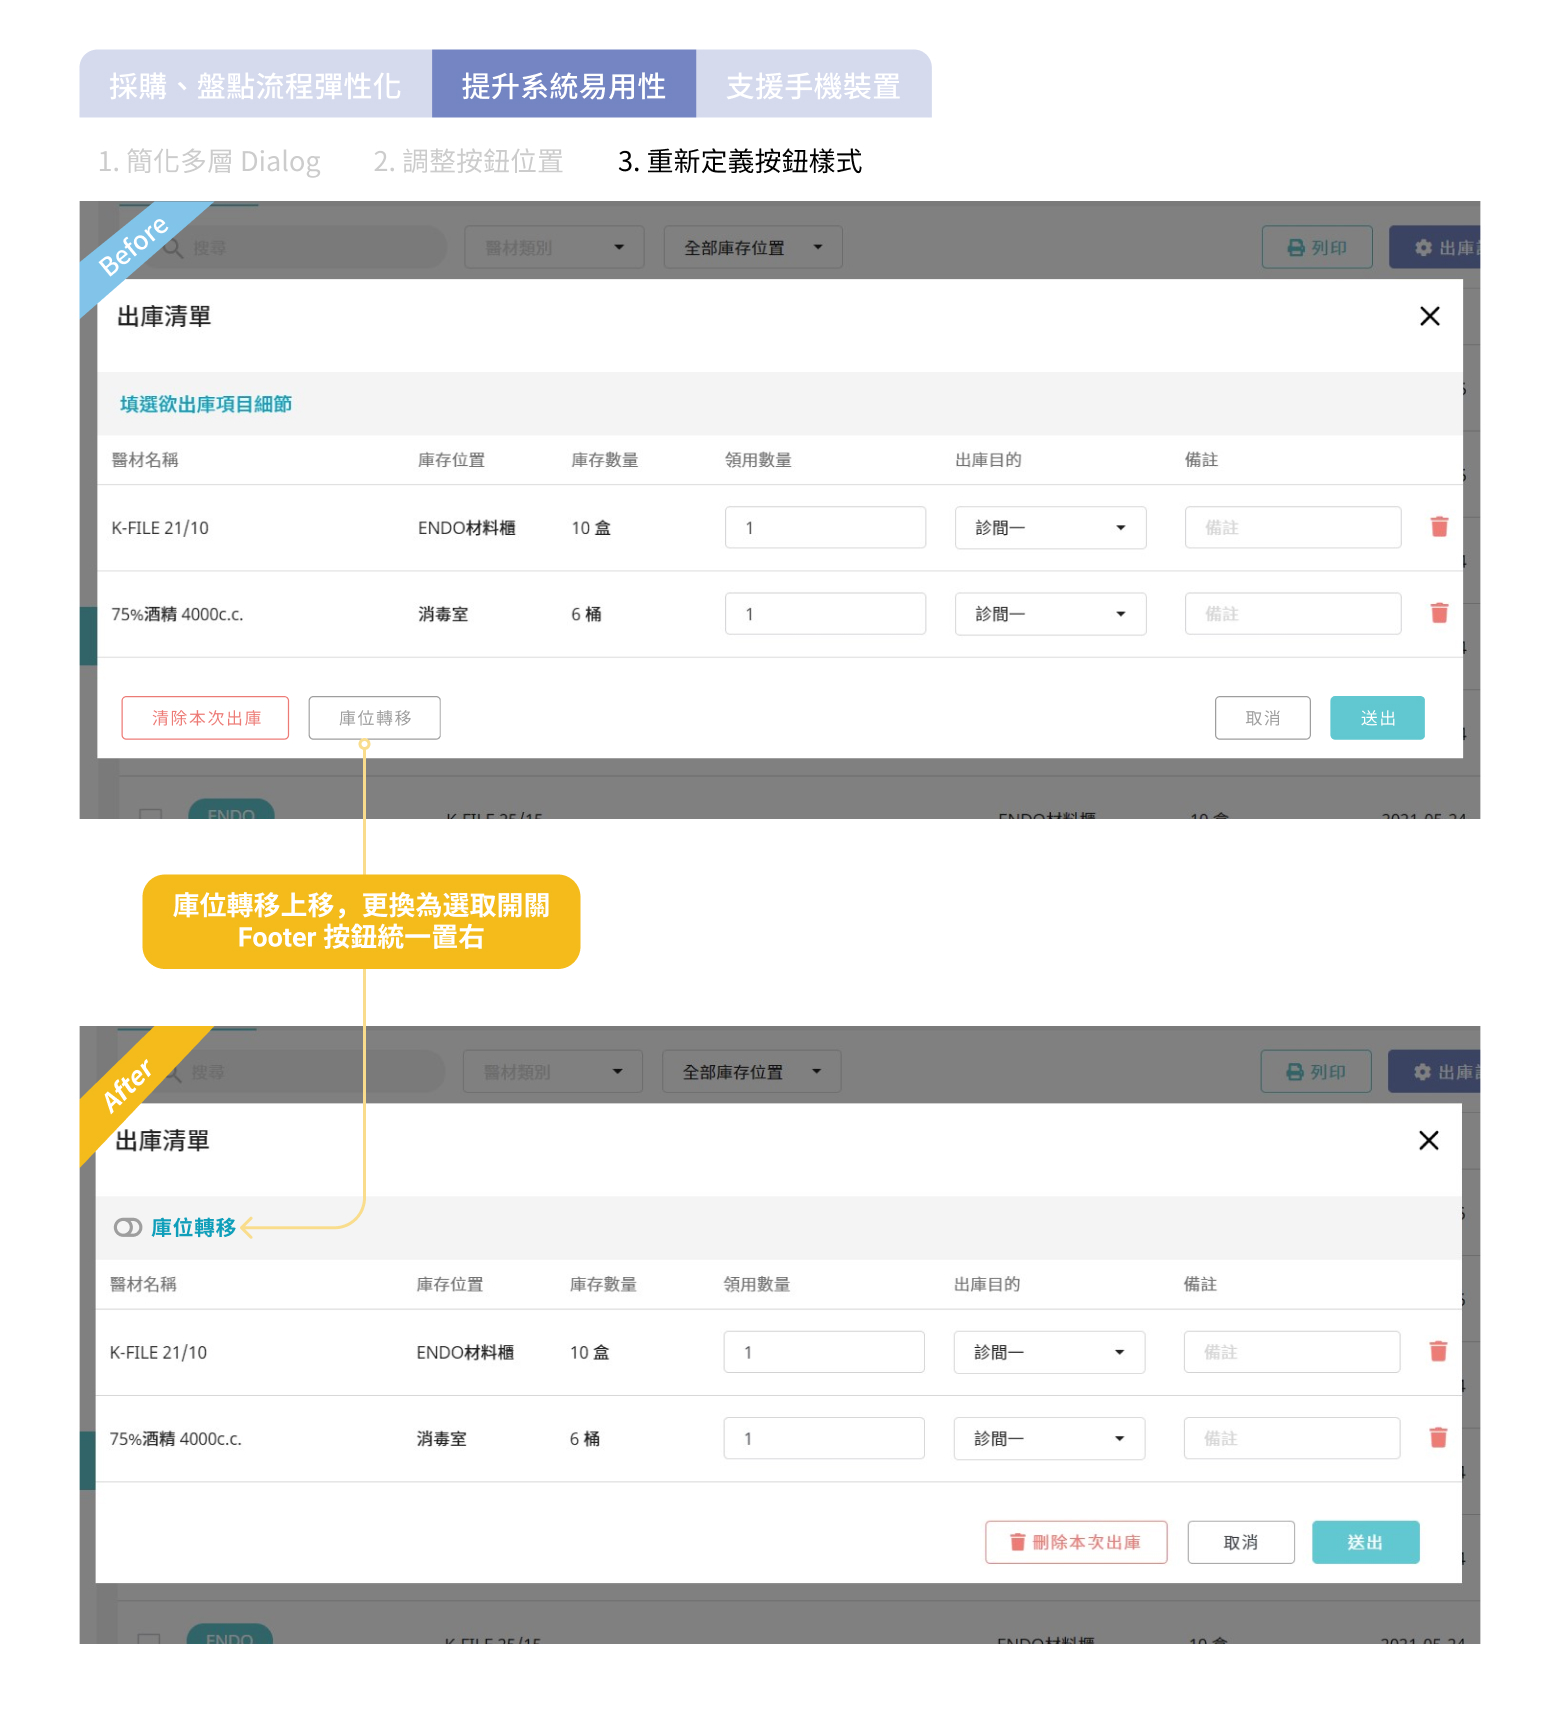 採購、盤點流程彈性化
提升系統易用性
支援手機裝置
1. 簡化多層 Dialog
2. 調整按鈕位置
3. 重新定義按鈕樣式
Before
搜尋
醫材類別
全部庫存位置
列印
出庫
出庫清單
填選欲出庫項目細節
醫材名稱 庫存位置 庫存數量 領用數量 出庫目的 備註
K-FILE 21/10 ENDO材料櫃 10 盒 1 診間一 備註
75%酒精 4000c.c. 消毒室 6 桶 1 診間一 備註
清除本次出庫
庫位轉移
取消
送出
ENDO K-FILE 25/15 ENDO材料櫃 10 盒 2021-05-24
庫位轉移上移，更換為選取開關
Footer 按鈕統一置右
After
搜尋
醫材類別
全部庫存位置
列印
出庫
出庫清單
庫位轉移
醫材名稱 庫存位置 庫存數量 領用數量 出庫目的 備註
K-FILE 21/10 ENDO材料櫃 10 盒 1 診間一 備註
75%酒精 4000c.c. 消毒室 6 桶 1 診間一 備註
刪除本次出庫
取消
送出
ENDO K-FILE 25/15 ENDO材料櫃 10 盒 2021-05-24